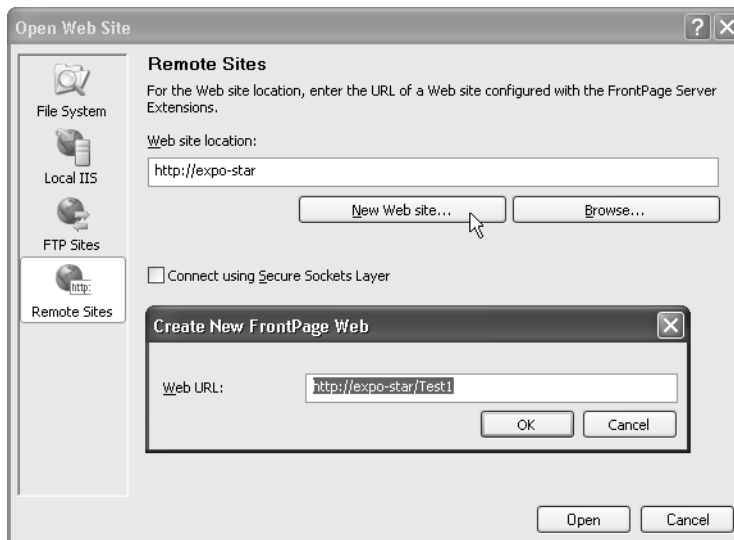 Open Web Site
File System
Local IIS
FTP Sites
http:
Remote Sites
Remote Sites
For the Web site location, enter the URL of a Web site configured with the FrontPage Server
Extensions.
Web site location:
http://expo-star
New Web site...
Browse...
Connect using Secure Sockets Layer
Create New FrontPage Web
Web URL:
http://expo-star/Test1
OK
Cancel
Open
Cancel